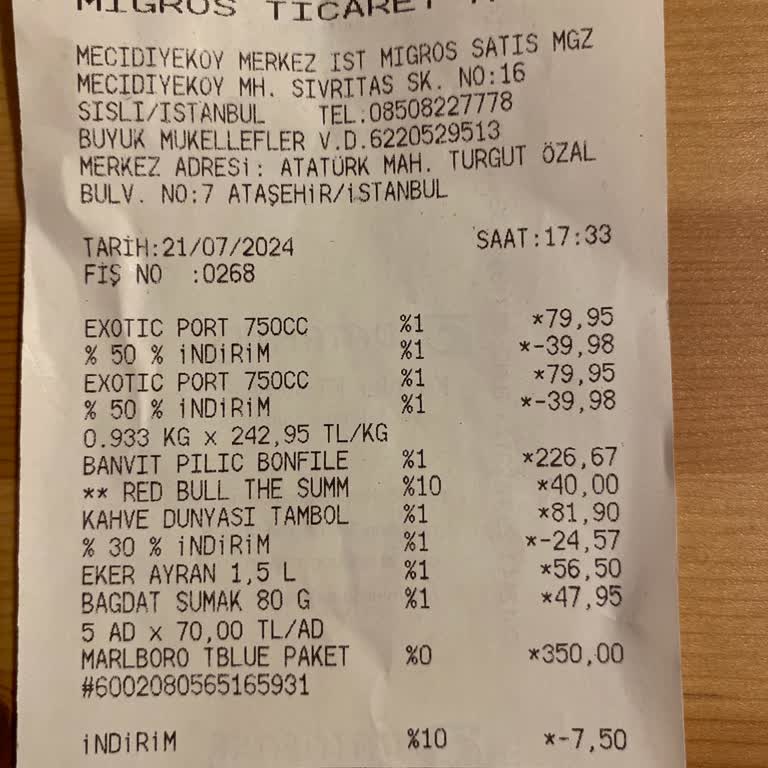 MIGROS TICARET
MECIDIYEKOY MERKEZ IST MIGROS SATIS MGZ
MECIDIYEKOY MH. SIVRITAS SK. NO:16
SISLI/ISTANBUL TEL:08508227778
BUYUK MUKELLEFLER V.D.6220529513
MERKEZ ADRESİ: ATATÜRK MAH. TURGUT ÖZAL
BULV. NO:7 ATAŞEHİR/İSTANBUL
TARİH:21/07/2024 SAAT:17:33
FİŞ NO :0268
EXOTIC PORT 750CC %1 *79,95
% 50 % İNDİRİM %1 *-39,98
EXOTIC PORT 750CC %1 *79,95
% 50 % İNDİRİM %1 *-39,98
0.933 KG x 242,95 TL/KG
BANVIT PILIC BONFILE %1 *226,67
** RED BULL THE SUMM %10 *40,00
KAHVE DUNYASI TAMBOL %1 *81,90
% 30 % İNDİRİM %1 *-24,57
EKER AYRAN 1,5 L %1 *56,50
BAGDAT SUMAK 80 G %1 *47,95
5 AD x 70,00 TL/AD
MARLBORO TBLUE PAKET %0 *350,00
#6002080565165931
İNDİRİM %10 *-7,50